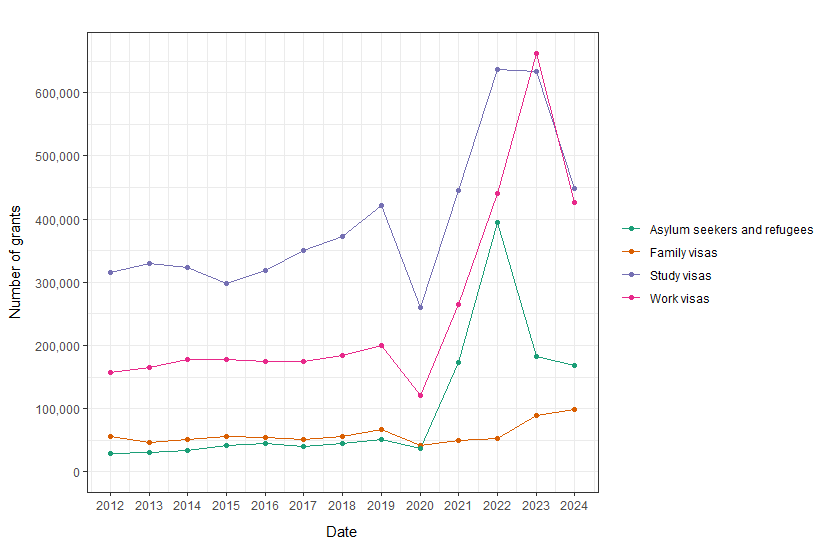 600,000
500,000
400,000
300,000
200,000
100,000
0
Number of grants
2012 2013 2014 2015 2016 2017 2018 2019 2020 2021 2022 2023 2024
Date
Asylum seekers and refugees
Family visas
Study visas
Work visas